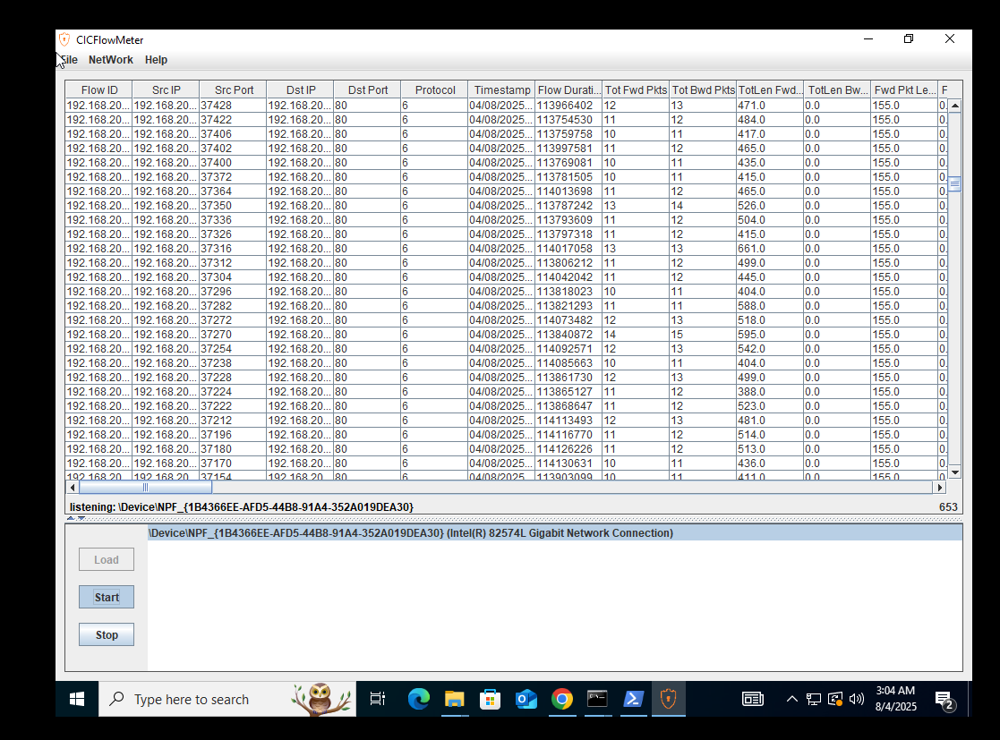 CICFlowMeter
File NetWork Help
Flow ID Src IP Src Port Dst IP Dst Port Protocol Timestamp Flow Durati... Tot Fwd Pkts Tot Bwd Pkts TotLen Fwd... TotLen Bw... Fwd Pkt Le... F
192.168.20... 192.168.20... 37428 192.168.20... 80 6 04/08/2025... 113966402 12 13 471.0 0.0 155.0 0.
192.168.20... 192.168.20... 37422 192.168.20... 80 6 04/08/2025... 113754530 11 12 484.0 0.0 155.0 0.
192.168.20... 192.168.20... 37406 192.168.20... 80 6 04/08/2025... 113759758 10 11 417.0 0.0 155.0 0.
192.168.20... 192.168.20... 37402 192.168.20... 80 6 04/08/2025... 113997581 11 12 465.0 0.0 155.0 0.
192.168.20... 192.168.20... 37400 192.168.20... 80 6 04/08/2025... 113769081 10 11 435.0 0.0 155.0 0.
192.168.20... 192.168.20... 37372 192.168.20... 80 6 04/08/2025... 113781505 10 11 415.0 0.0 155.0 0.
192.168.20... 192.168.20... 37364 192.168.20... 80 6 04/08/2025... 114013698 11 12 465.0 0.0 155.0 0.
192.168.20... 192.168.20... 37350 192.168.20... 80 6 04/08/2025... 113787242 13 14 526.0 0.0 155.0 0.
192.168.20... 192.168.20... 37336 192.168.20... 80 6 04/08/2025... 113793609 11 12 504.0 0.0 155.0 0.
192.168.20... 192.168.20... 37326 192.168.20... 80 6 04/08/2025... 113797318 11 12 415.0 0.0 155.0 0.
192.168.20... 192.168.20... 37316 192.168.20... 80 6 04/08/2025... 114017058 13 13 661.0 0.0 155.0 0.
192.168.20... 192.168.20... 37312 192.168.20... 80 6 04/08/2025... 113806212 11 12 499.0 0.0 155.0 0.
192.168.20... 192.168.20... 37304 192.168.20... 80 6 04/08/2025... 114042042 11 12 445.0 0.0 155.0 0.
192.168.20... 192.168.20... 37296 192.168.20... 80 6 04/08/2025... 113818023 10 11 404.0 0.0 155.0 0.
192.168.20... 192.168.20... 37282 192.168.20... 80 6 04/08/2025... 113821293 11 11 588.0 0.0 155.0 0.
192.168.20... 192.168.20... 37272 192.168.20... 80 6 04/08/2025... 114073482 12 13 518.0 0.0 155.0 0.
192.168.20... 192.168.20... 37270 192.168.20... 80 6 04/08/2025... 113840872 14 15 595.0 0.0 155.0 0.
192.168.20... 192.168.20... 37254 192.168.20... 80 6 04/08/2025... 114092571 12 13 542.0 0.0 155.0 0.
192.168.20... 192.168.20... 37238 192.168.20... 80 6 04/08/2025... 114085663 10 11 404.0 0.0 155.0 0.
192.168.20... 192.168.20... 37228 192.168.20... 80 6 04/08/2025... 113861730 12 13 499.0 0.0 155.0 0.
192.168.20... 192.168.20... 37224 192.168.20... 80 6 04/08/2025... 113865127 11 12 388.0 0.0 155.0 0.
192.168.20... 192.168.20... 37222 192.168.20... 80 6 04/08/2025... 113868647 11 12 523.0 0.0 155.0 0.
192.168.20... 192.168.20... 37212 192.168.20... 80 6 04/08/2025... 114113493 12 13 481.0 0.0 155.0 0.
192.168.20... 192.168.20... 37196 192.168.20... 80 6 04/08/2025... 114116770 11 12 514.0 0.0 155.0 0.
192.168.20... 192.168.20... 37180 192.168.20... 80 6 04/08/2025... 114126226 11 12 513.0 0.0 155.0 0.
192.168.20... 192.168.20... 37170 192.168.20... 80 6 04/08/2025... 114130631 10 11 436.0 0.0 155.0 0.
192.168.20... 192.168.20... 37154 192.168.20... 80 6 04/08/2025... 113903099 10 11 411.0 0.0 155.0 0.
listening: \Device\NPF_{1B4366EE-AFD5-44B8-91A4-352A019DEA30} 653
\Device\NPF_{1B4366EE-AFD5-44B8-91A4-352A019DEA30} (Intel(R) 82574L Gigabit Network Connection)
Load
Start
Stop
Type here to search
3:04 AM
8/4/2025
2